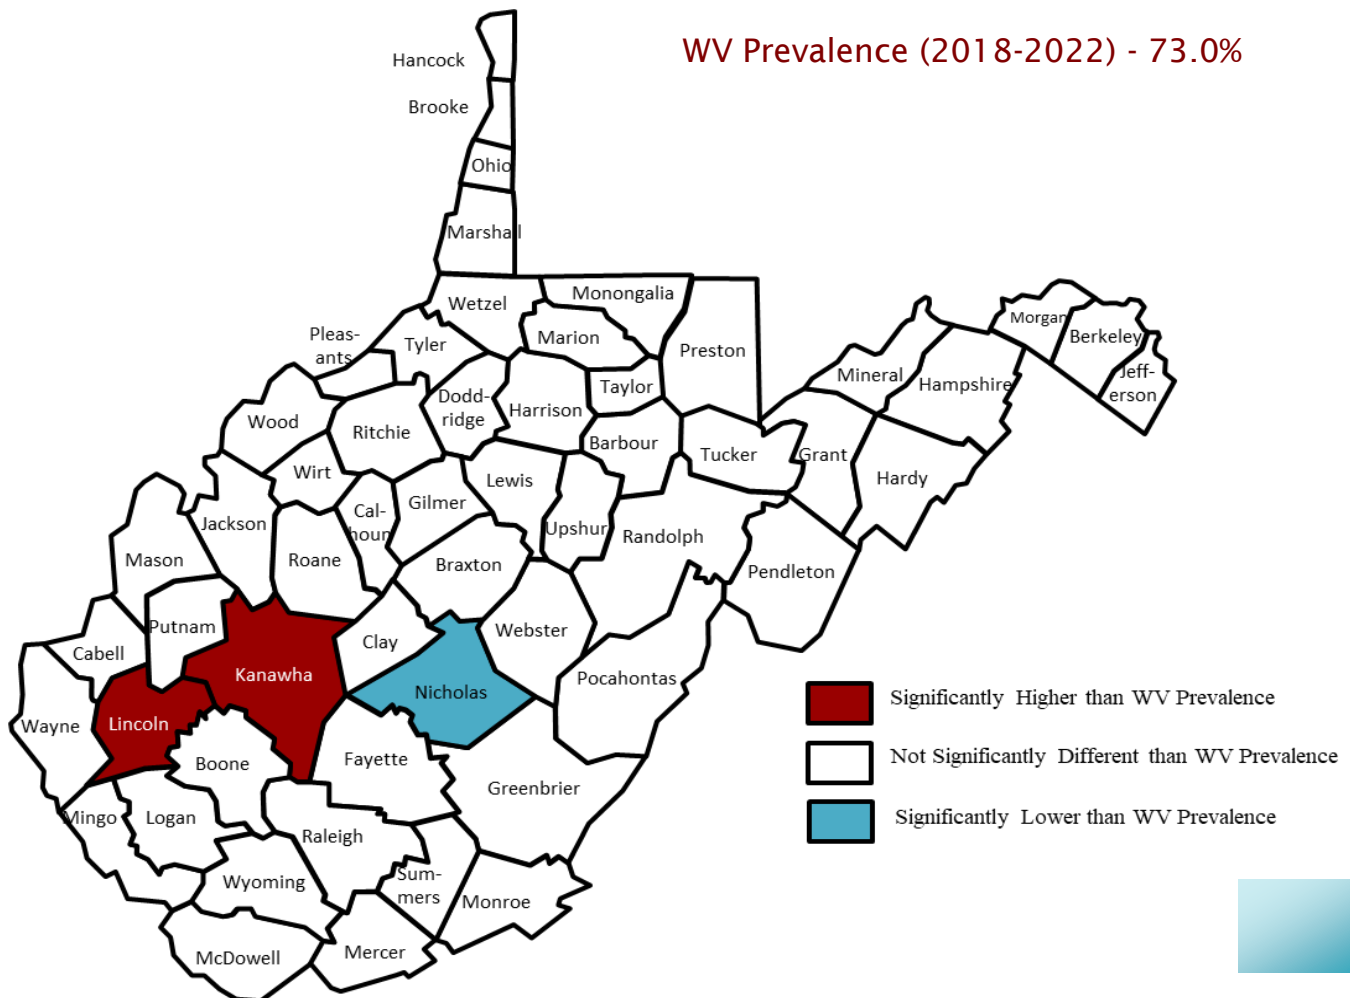 WV Prevalence (2018-2022) - 73.0%
Hancock
Brooke
Ohio
Marshall
Wetzel
Monongalia
Marion
Preston
Pleas-
ants
Tyler
Taylor
Dodd-
ridge
Harrison
Wood
Ritchie
Barbour
Tucker
Grant
Mineral
Hampshire
Morgan
Berkeley
Jeff-
erson
Hardy
Wirt
Lewis
Gilmer
Cal-
houn
Jackson
Roane
Upshur
Randolph
Mason
Braxton
Pendleton
Putnam
Clay
Webster
Cabell
Kanawha
Nicholas
Pocahontas
Lincoln
Wayne
Boone
Fayette
Greenbrier
Mingo
Logan
Raleigh
Wyoming
Sum-
mers
Monroe
McDowell
Mercer
Significantly Higher than WV Prevalence
Not Significantly Different than WV Prevalence
Significantly Lower than WV Prevalence